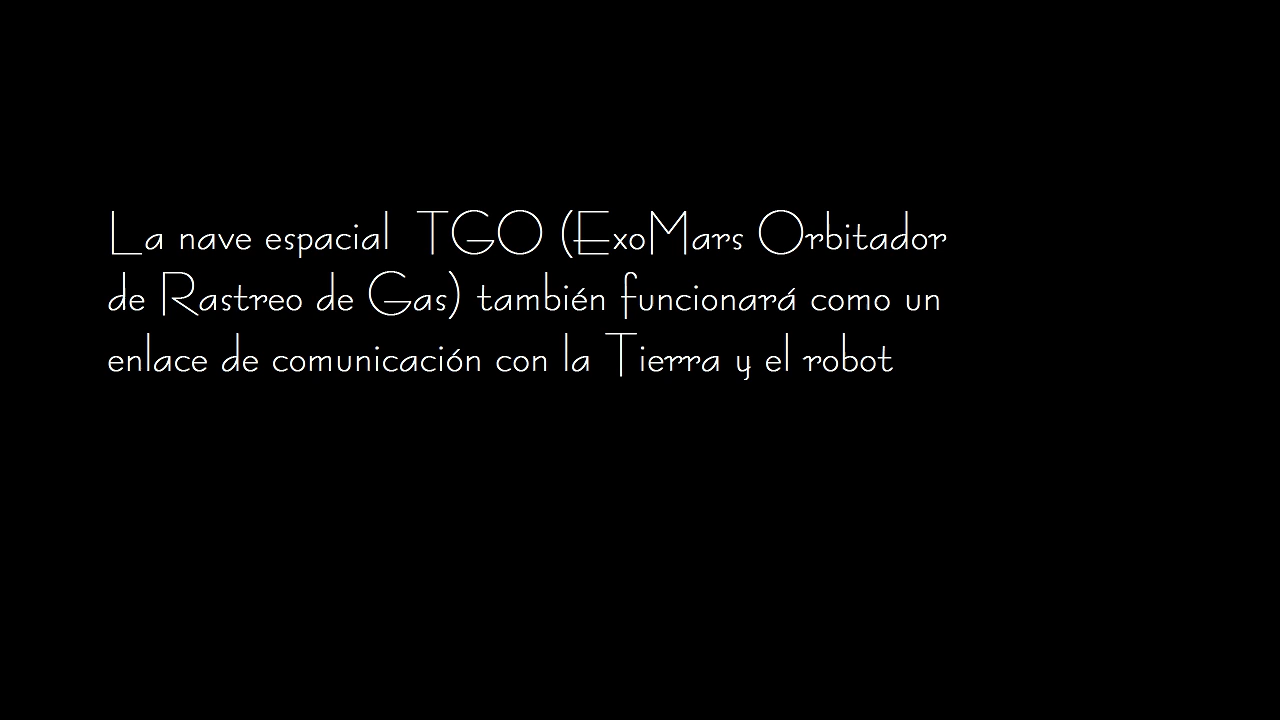 La nave espacial  TGO (ExoMars Orbitador
de Rastreo de Gas) también funcionará como un
enlace de comunicación con la Tierra y el robot